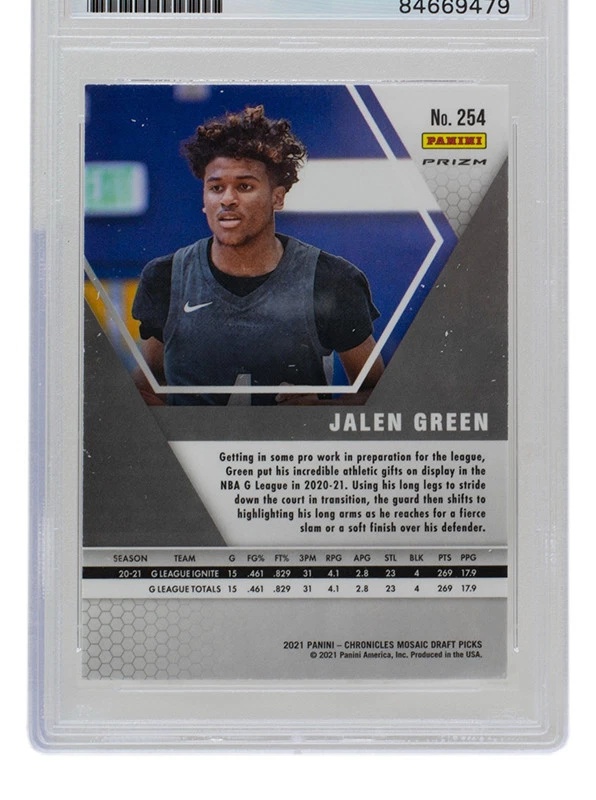 84669479
No. 254
PANINI
PRIZM
JALEN GREEN
Getting in some pro work in preparation for the league,
Green put his incredible athletic gifts on display in the
NBA G League in 2020-21. Using his long legs to stride
down the court in transition, the guard then shifts to
highlighting his long arms as he reaches for a fierce
slam or a soft finish over his defender.
SEASON TEAM G FG% FT% 3PM RPG APG STL BLK PTS PPG
20-21 G LEAGUE IGNITE 15 .461 .829 31 4.1 2.8 23 4 269 17.9
G LEAGUE TOTALS 15 .461 .829 31 4.1 2.8 23 4 269 17.9
2021 PANINI – CHRONICLES MOSAIC DRAFT PICKS
© 2021 Panini America, Inc. Produced in the USA.